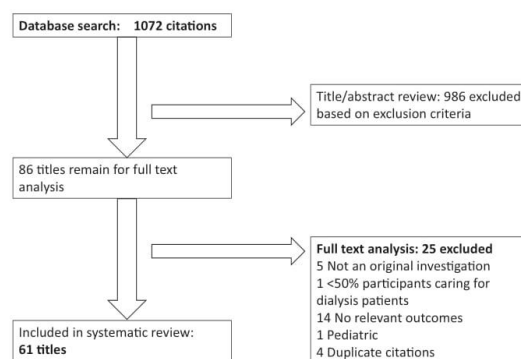 Database search: 1072 citations
Title/abstract review: 986 excluded
based on exclusion criteria
86 titles remain for full text
analysis
Full text analysis: 25 excluded
5 Not an original investigation
1 <50% participants caring for
dialysis patients
14 No relevant outcomes
1 Pediatric
4 Duplicate citations
Included in systematic review:
61 titles